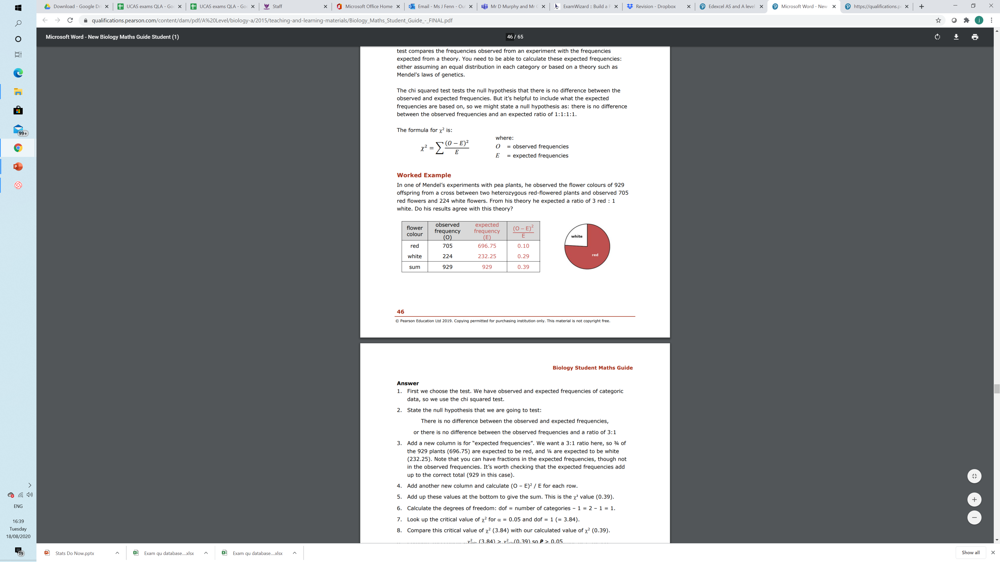 Download - Google Dri
UCAS exams QLA - Goo
UCAS exams QLA - Goo
Staff
Microsoft Office Home
Email - Ms J Fenn - Out
Mr D Murphy and Mr C
ExamWizard :: Build a P
Revision - Dropbox
Edexcel AS and A level
Microsoft Word - New
https://qualifications.pe
qualifications.pearson.com/content/dam/pdf/A%20Level/biology-a/2015/teaching-and-learning-materials/Biology_Maths_Student_Guide_-_FINAL.pdf
j
Microsoft Word - New Biology Maths Guide Student (1)
46 / 65
test compares the frequencies observed from an experiment with the frequencies
expected from a theory. You need to be able to calculate these expected frequencies:
either assuming an equal distribution in each category or based on a theory such as
Mendel's laws of genetics.
The chi squared test tests the null hypothesis that there is no difference between the
observed and expected frequencies. But it's helpful to include what the expected
frequencies are based on, so we might state a null hypothesis as: there is no difference
between the observed frequencies and an expected ratio of 1:1:1:1.
The formula for χ² is:
χ² = ∑ (O – E)² / E
where:
O = observed frequencies
E = expected frequencies
Worked Example
In one of Mendel's experiments with pea plants, he observed the flower colours of 929
offspring from a cross between two heterozygous red-flowered plants and observed 705
red flowers and 224 white flowers. From his theory he expected a ratio of 3 red : 1
white. Do his results agree with this theory?
flower colour observed frequency (O) expected frequency (E) (O – E)² / E
red 705 696.75 0.10
white 224 232.25 0.29
sum 929 929 0.39
white
red
46
© Pearson Education Ltd 2019. Copying permitted for purchasing institution only. This material is not copyright free.
Biology Student Maths Guide
Answer
1. First we choose the test. We have observed and expected frequencies of categoric
data, so we use the chi squared test.
2. State the null hypothesis that we are going to test:
There is no difference between the observed and expected frequencies,
or there is no difference between the observed frequencies and a ratio of 3:1
3. Add a new column is for "expected frequencies". We want a 3:1 ratio here, so ¾ of
the 929 plants (696.75) are expected to be red, and ¼ are expected to be white
(232.25). Note that you can have fractions in the expected frequencies, though not
in the observed frequencies. It's worth checking that the expected frequencies add
up to the correct total (929 in this case).
4. Add another new column and calculate (O – E)² / E for each row.
5. Add up these values at the bottom to give the sum. This is the χ² value (0.39).
6. Calculate the degrees of freedom: dof = number of categories – 1 = 2 – 1 = 1.
7. Look up the critical value of χ² for α = 0.05 and dof = 1 (= 3.84).
8. Compare this critical value of χ² (3.84) with our calculated value of χ² (0.39).
(3.84) > χ² (0.39) so P > 0.05
99+
ENG
16:39
Tuesday
18/08/2020
19
Stats Do Now.pptx
Exam qu database....xlsx
Exam qu database....xlsx
Show all